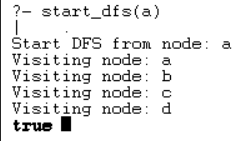 ?- start_dfs(a)
|    .
Start DFS from node: a
Visiting node: a
Visiting node: b
Visiting node: c
Visiting node: d
true